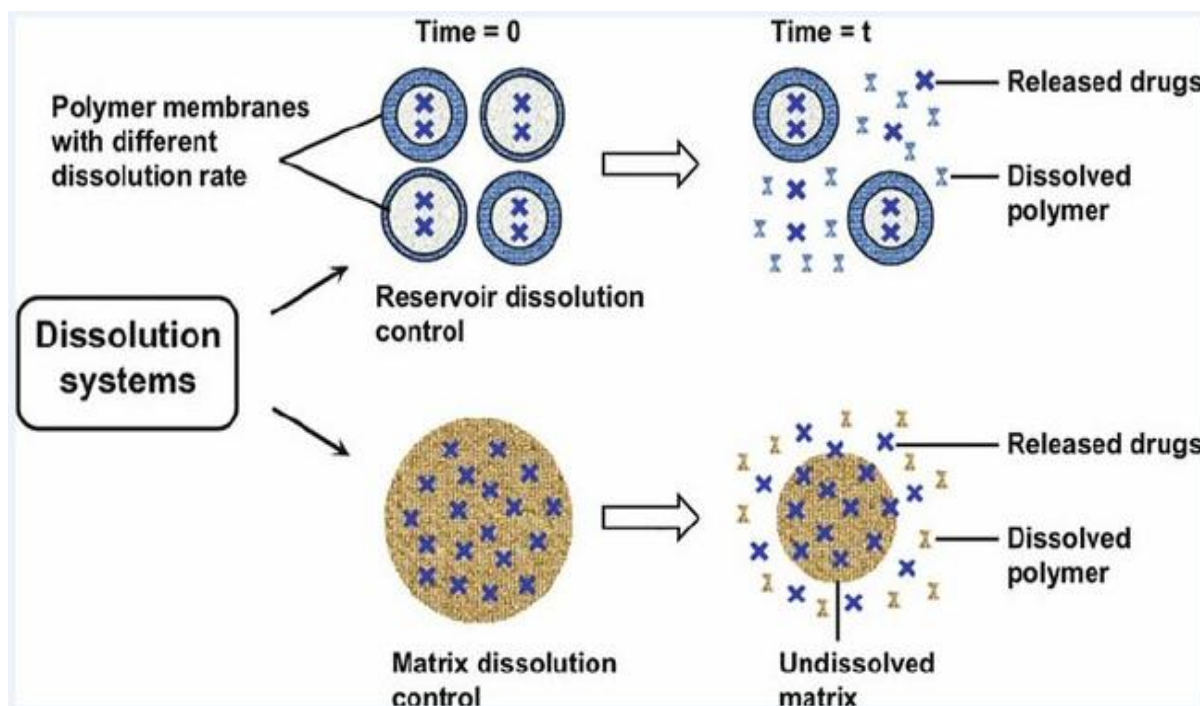 Time = 0
Time = t
Polymer membranes
with different
dissolution rate
Released drugs
Dissolved
polymer
Reservoir dissolution
control
Dissolution
systems
Released drugs
Dissolved
polymer
Matrix dissolution
control
Undissolved
matrix